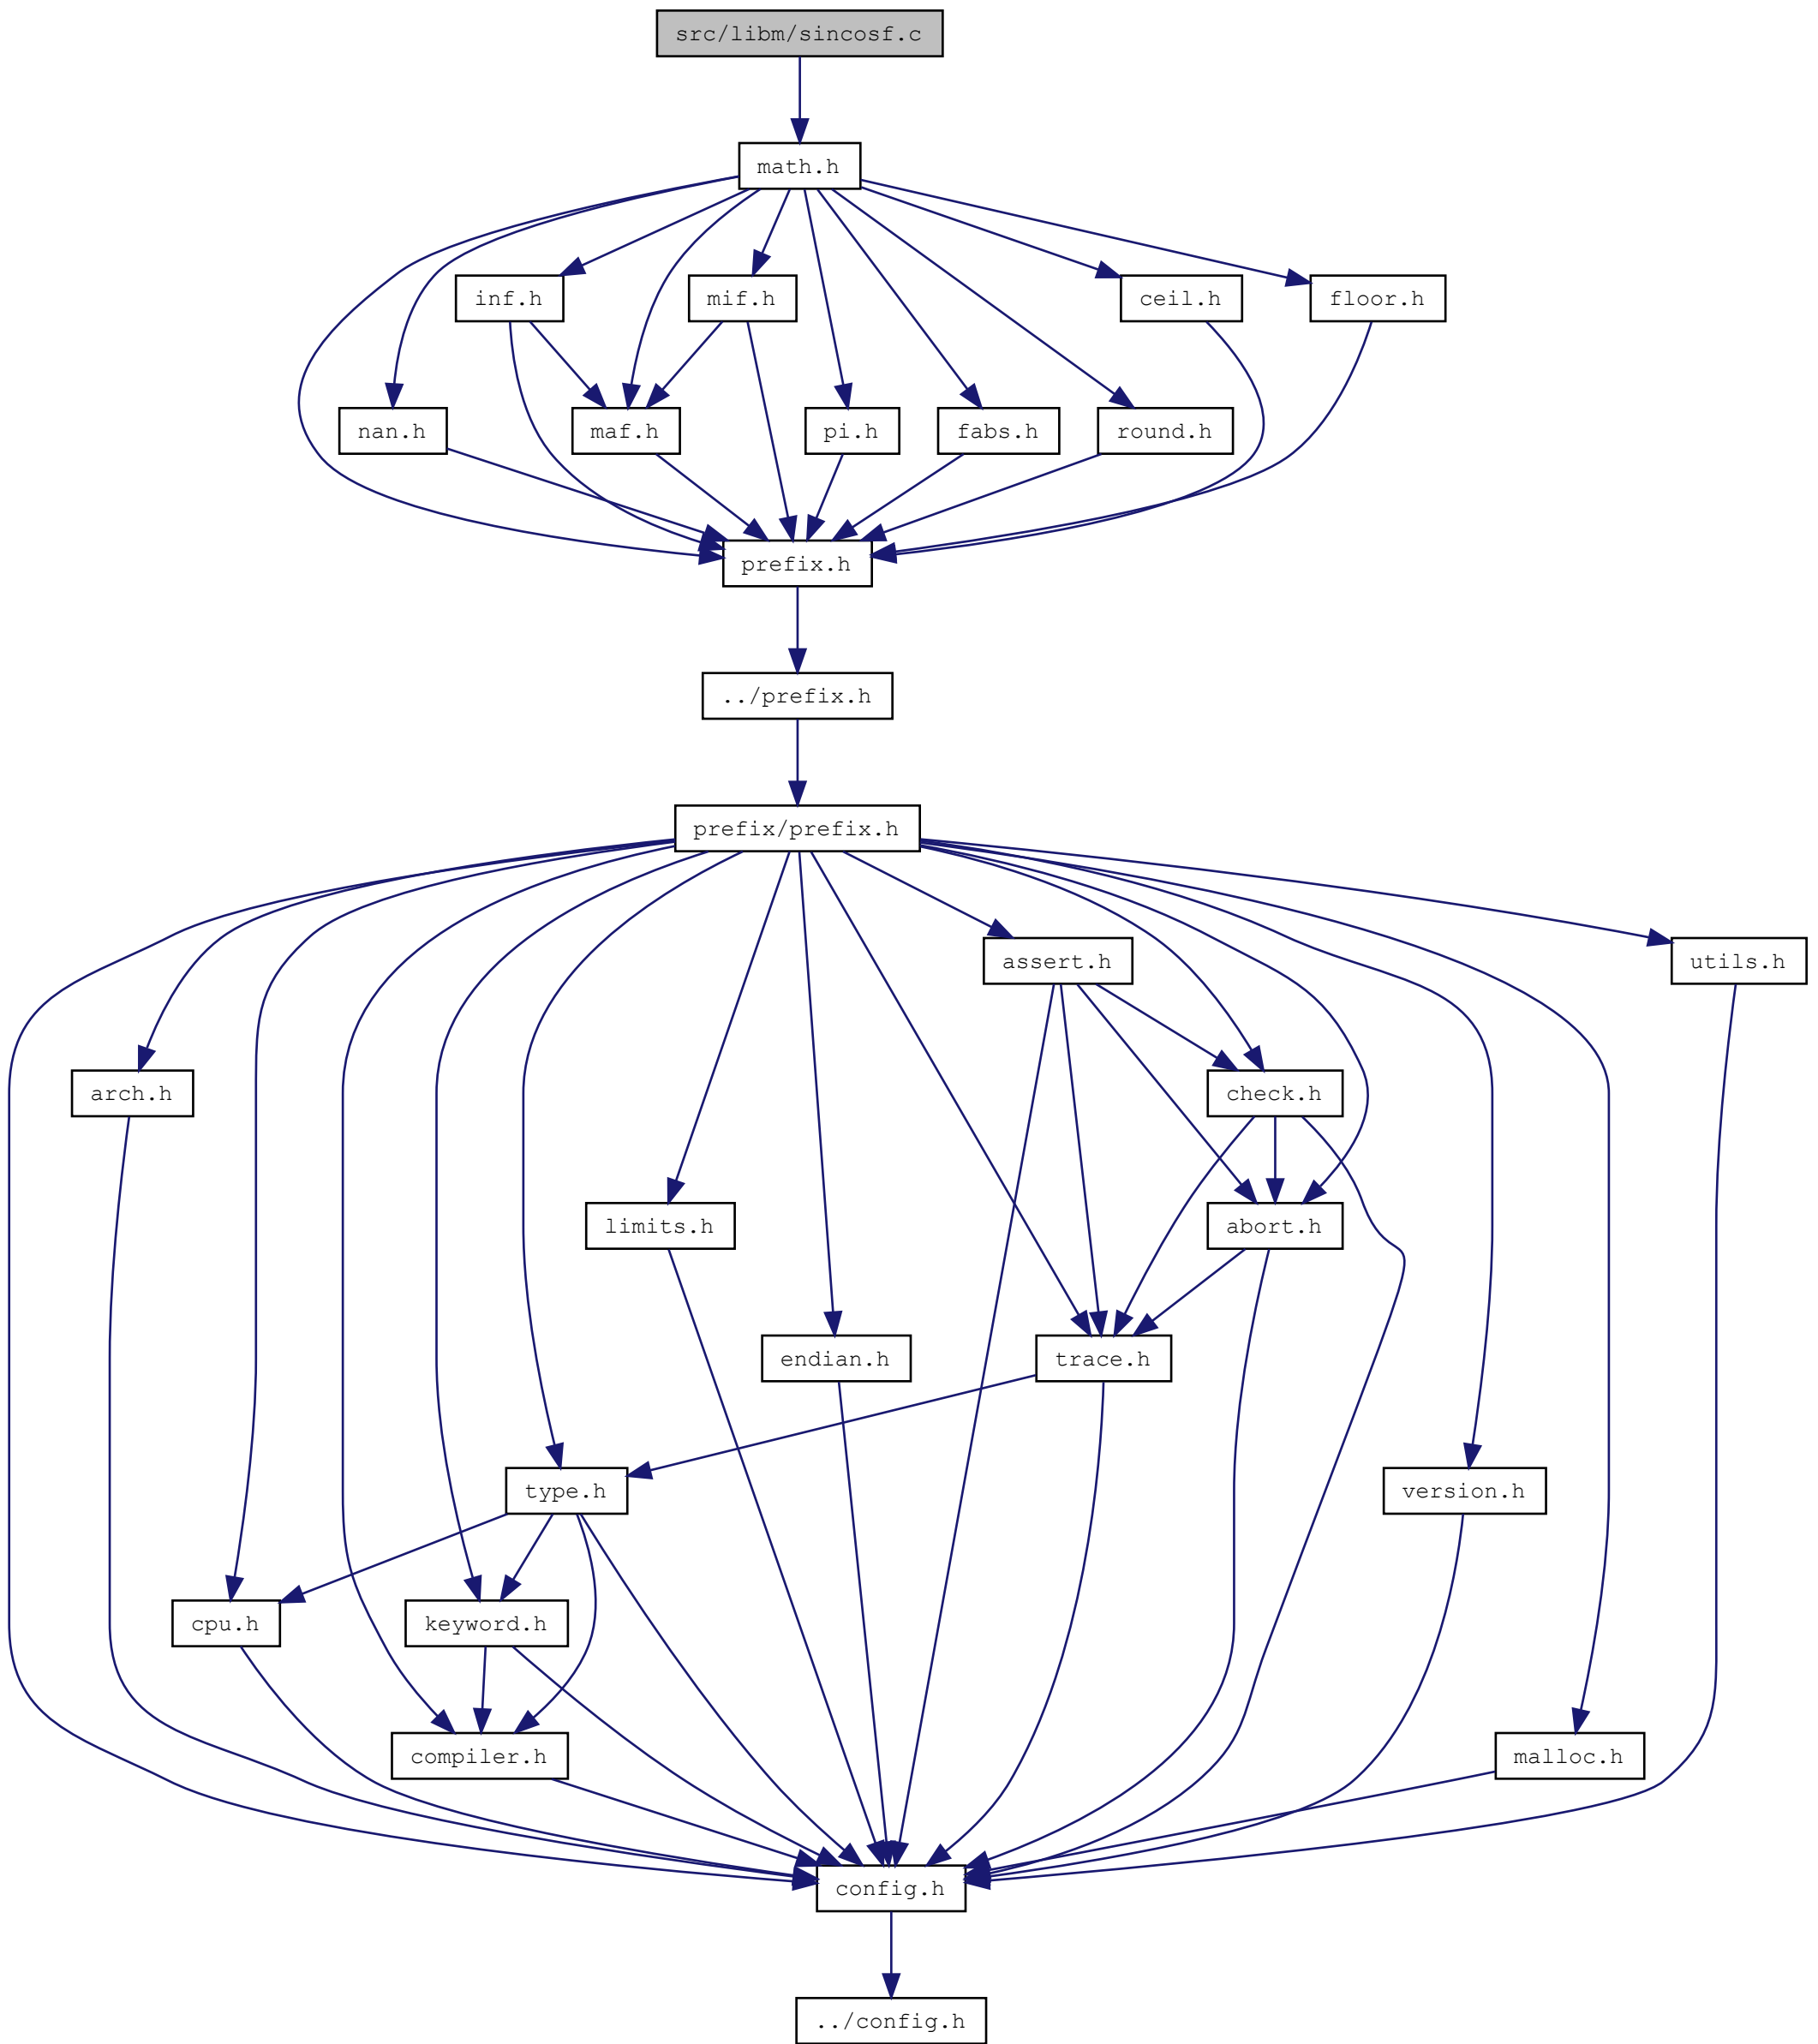 src/libm/sincosf.c
math.h
inf.h
mif.h
ceil.h
floor.h
nan.h
maf.h
pi.h
fabs.h
round.h
prefix.h
../prefix.h
prefix/prefix.h
assert.h
utils.h
arch.h
check.h
limits.h
abort.h
endian.h
trace.h
type.h
version.h
cpu.h
keyword.h
compiler.h
malloc.h
config.h
../config.h